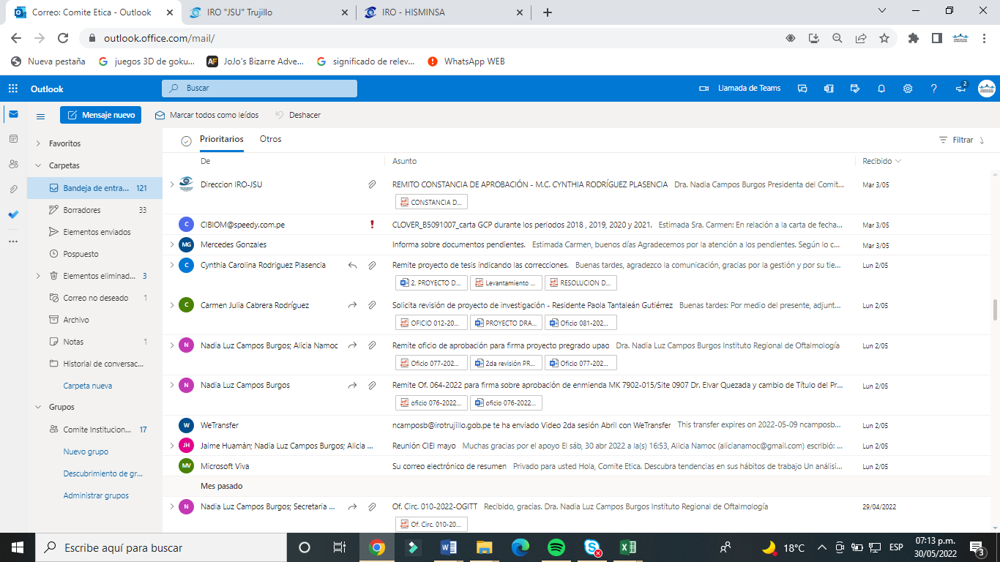 Correo: Comite Etica - Outlook
IRO "JSU" Trujillo
IRO - HISMINSA
outlook.office.com/mail/
Nueva pestaña
juegos 3D de goku...
JoJo's Bizarre Adve...
significado de relev...
WhatsApp WEB
Outlook
Buscar
Llamada de Teams
2
Mensaje nuevo
Marcar todos como leídos
Deshacer
Favoritos
Carpetas
Bandeja de entra... 121
Borradores 33
Elementos enviados
Pospuesto
Elementos eliminad... 3
Correo no deseado 1
Archivo
Notas 1
Historial de conversac...
Carpeta nueva
Grupos
Comite Institucion... 17
Nuevo grupo
Descubrimiento de gr...
Administrar grupos
Prioritarios Otros Filtrar
De Asunto Recibido
Direccion IRO-JSU REMITO CONSTANCIA DE APROBACIÓN - M.C. CYNTHIA RODRÍGUEZ PLASENCIA Dra. Nadia Campos Burgos Presidenta del Comit... Mar 3/05
CONSTANCIA D...
C CIBIOM@speedy.com.pe CLOVER_B5091007_carta GCP durante los periodos 2018 , 2019, 2020 y 2021. Estimada Sra. Carmen: En relación a la carta de fecha... Mar 3/05
MG Mercedes Gonzales Informa sobre documentos pendientes. Estimada Carmen, buenos días Agradecemos por la atención a los pendientes. Según lo c... Mar 3/05
C Cynthia Carolina Rodriguez Plasencia Remite proyecto de tesis indicando las correcciones. Buenas tardes, agradezco la comunicación, gracias por la gestión y por su tie... Lun 2/05
2. PROYECTO D... Levantamiento ... RESOLUCION D...
C Carmen Julia Cabrera Rodríguez Solicita revisión de proyecto de investigación - Residente Paola Tantaleán Gutiérrez Buenas tardes: Por medio del presente, adjunt... Lun 2/05
OFICIO 012-20... PROYECTO DRA... Oficio 081-202...
N Nadia Luz Campos Burgos; Alicia Namoc Remite oficio de aprobación para firma proyecto pregrado upao Dra. Nadia Luz Campos Burgos Instituto Regional de Oftalmología Lun 2/05
Oficio 077-202... 2da revisión PR... Oficio 077-202...
N Nadia Luz Campos Burgos Remite Of. 064-2022 para firma sobre aprobación de enmienda MK 7902-015/Site 0907 Dr. Elvar Quezada y cambio de Título del Pr... Lun 2/05
oficio 076-2022... oficio 076-2022...
W WeTransfer ncamposb@irotrujillo.gob.pe te ha enviado Video 2da sesión Abril con WeTransfer This transfer expires on 2022-05-09 ncamposb... Lun 2/05
JH Jaime Huamàn; Nadia Luz Campos Burgos; Alicia ... Reunión CIEI mayo Muchas gracias por el apoyo El sáb, 30 abr 2022 a la(s) 16:53, Alicia Namoc (alicianamoc@gmail.com) escribió: ... Lun 2/05
MV Microsoft Viva Su correo electrónico de resumen Privado para usted Hola, Comite Etica. Descubra tendencias en sus hábitos de trabajo Un análisi... Lun 2/05
Mes pasado
N Nadia Luz Campos Burgos; Secretaria ... Of. Circ. 010-2022-OGITT Recibido, gracias. Dra. Nadia Luz Campos Burgos Instituto Regional de Oftalmología 29/04/2022
Of. Circ. 010-20...
Escribe aquí para buscar
18°C
ESP
07:13 p.m.
30/05/2022
3